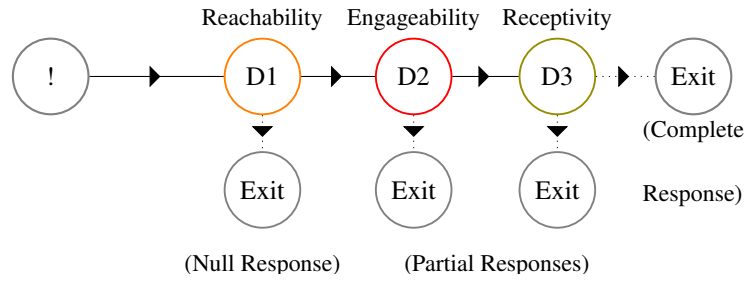 Reachability Engageability Receptivity
! D1 D2 D3 Exit
(Complete
Exit Exit Exit Response)
(Null Response) (Partial Responses)